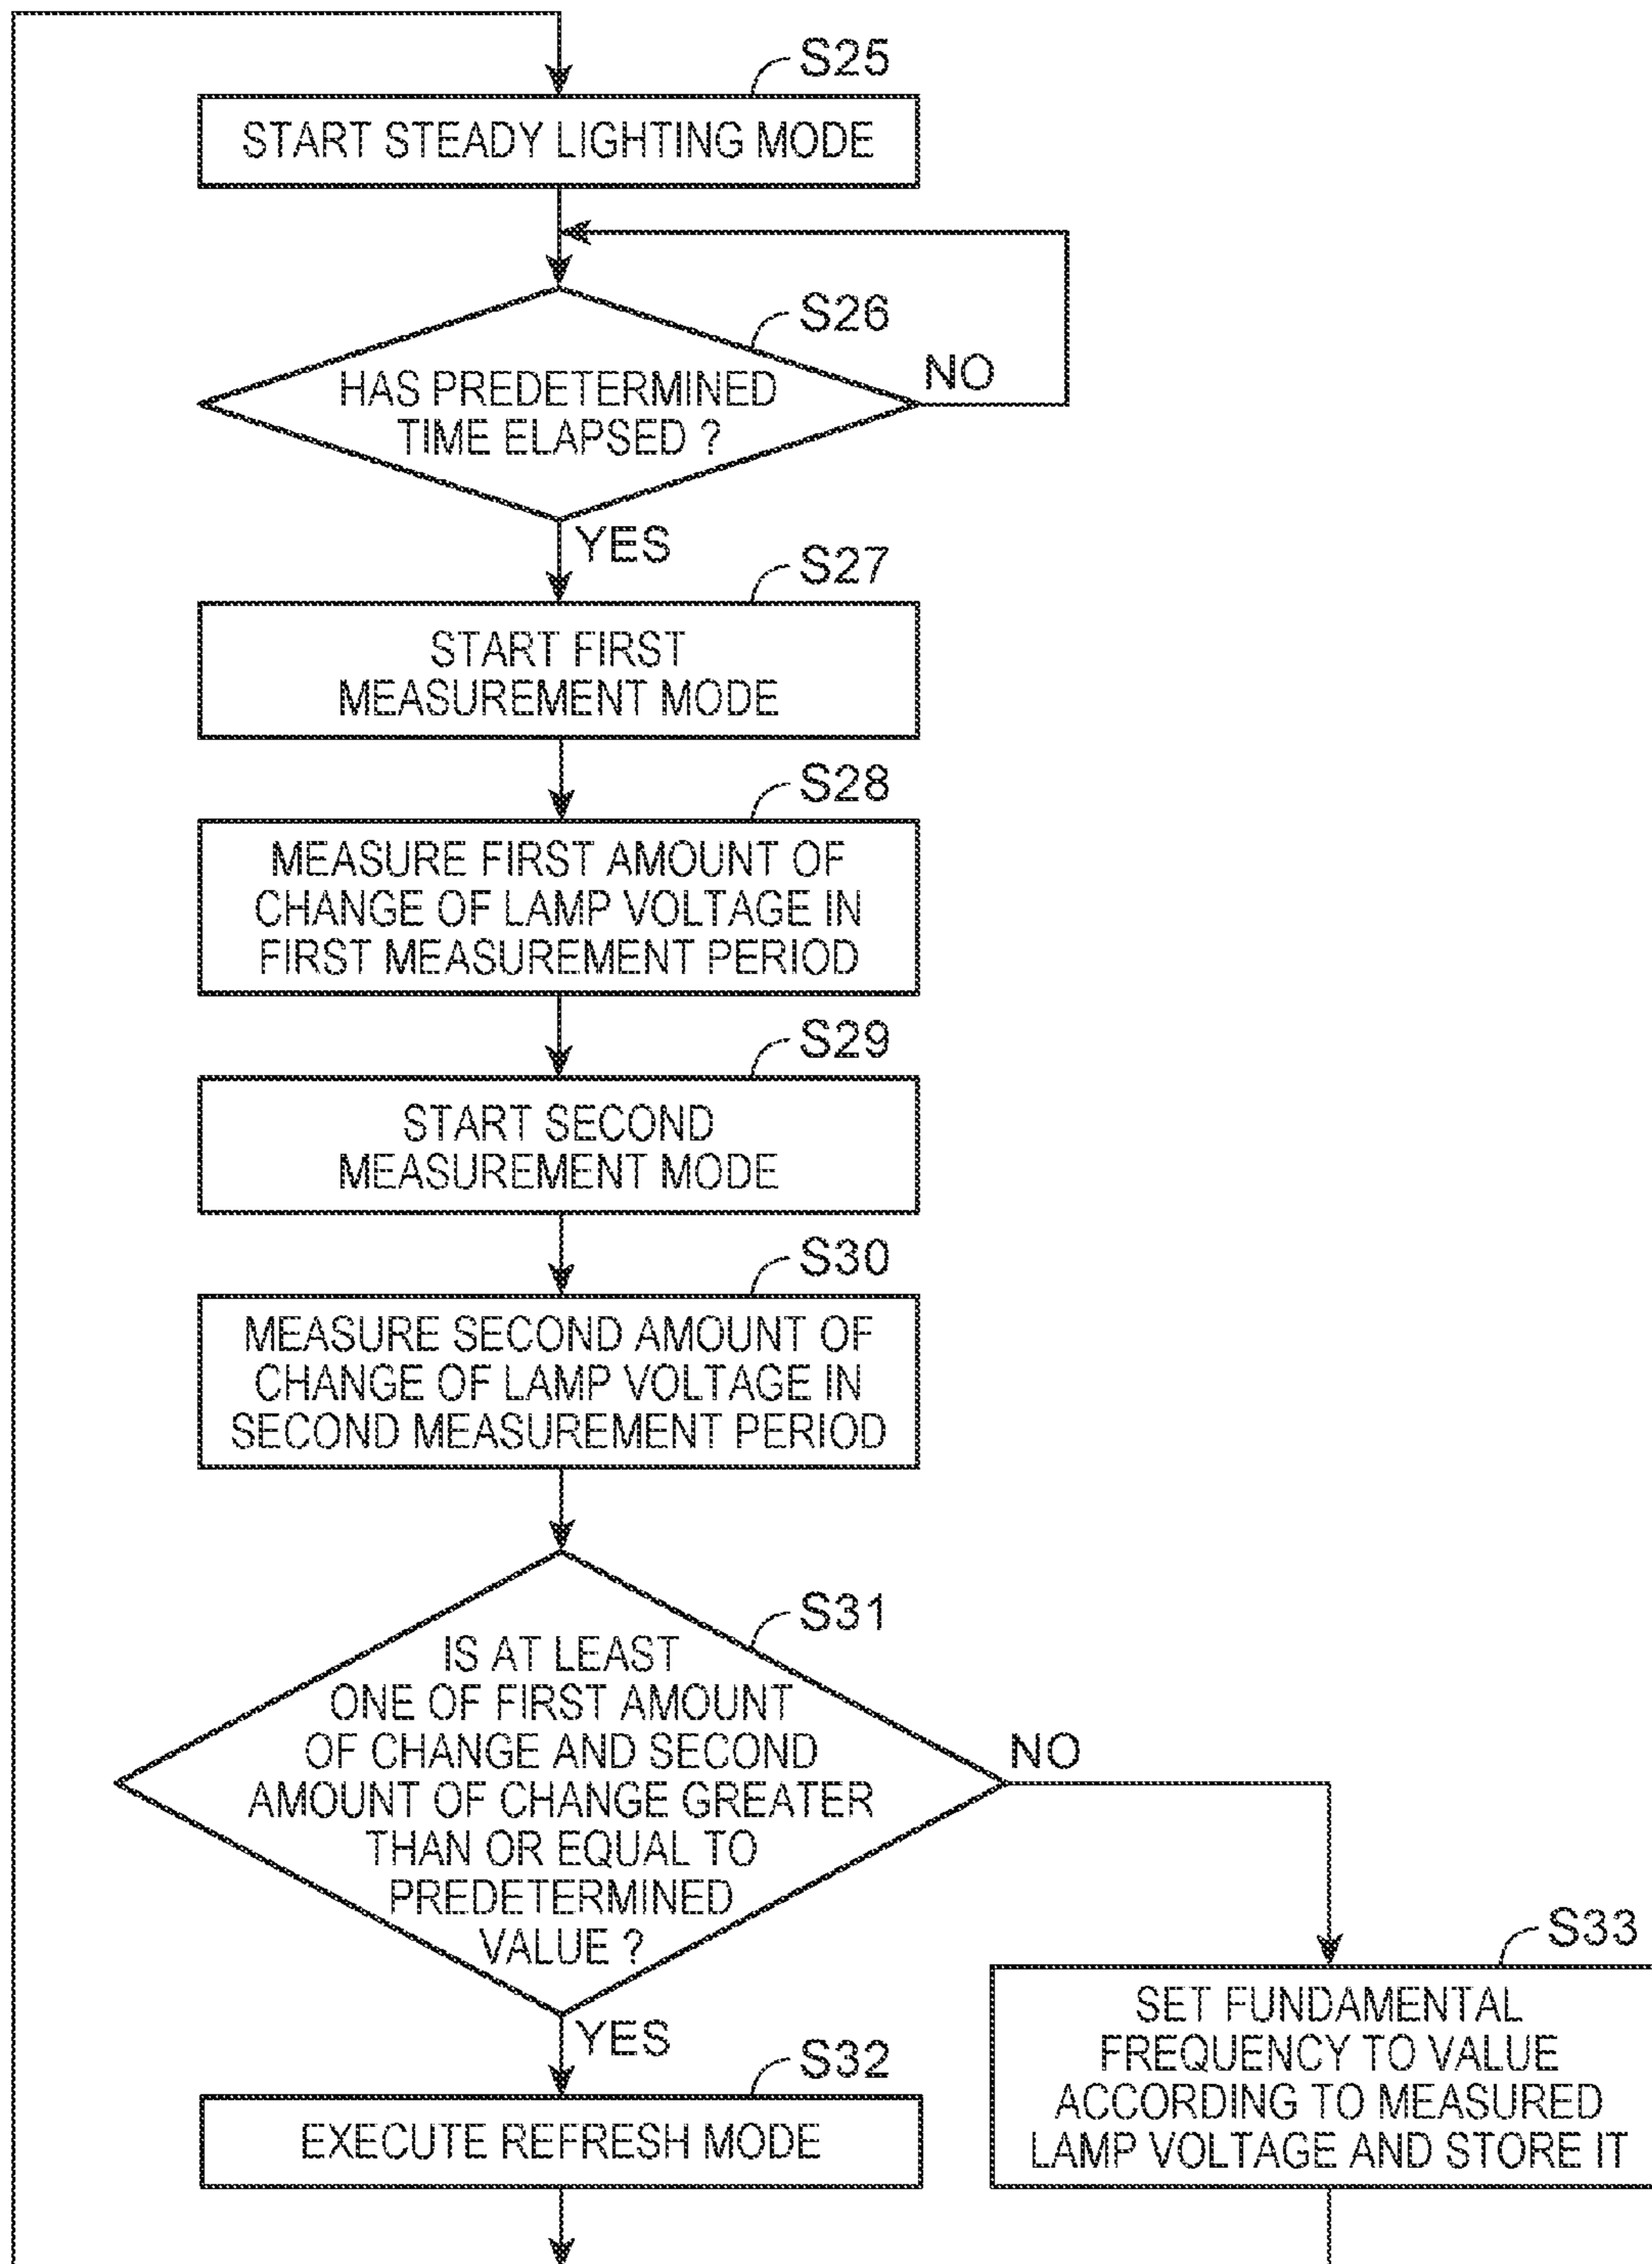 S25
START STEADY LIGHTING MODE
S26
HAS PREDETERMINED
TIME ELAPSED ?
NO
YES
S27
START FIRST
MEASUREMENT MODE
S28
MEASURE FIRST AMOUNT OF
CHANGE OF LAMP VOLTAGE IN
FIRST MEASUREMENT PERIOD
S29
START SECOND
MEASUREMENT MODE
S30
MEASURE SECOND AMOUNT OF
CHANGE OF LAMP VOLTAGE IN
SECOND MEASUREMENT PERIOD
S31
IS AT LEAST
ONE OF FIRST AMOUNT
OF CHANGE AND SECOND
AMOUNT OF CHANGE GREATER
THAN OR EQUAL TO
PREDETERMINED
VALUE ?
NO
YES
S32
EXECUTE REFRESH MODE
S33
SET FUNDAMENTAL
FREQUENCY TO VALUE
ACCORDING TO MEASURED
LAMP VOLTAGE AND STORE IT